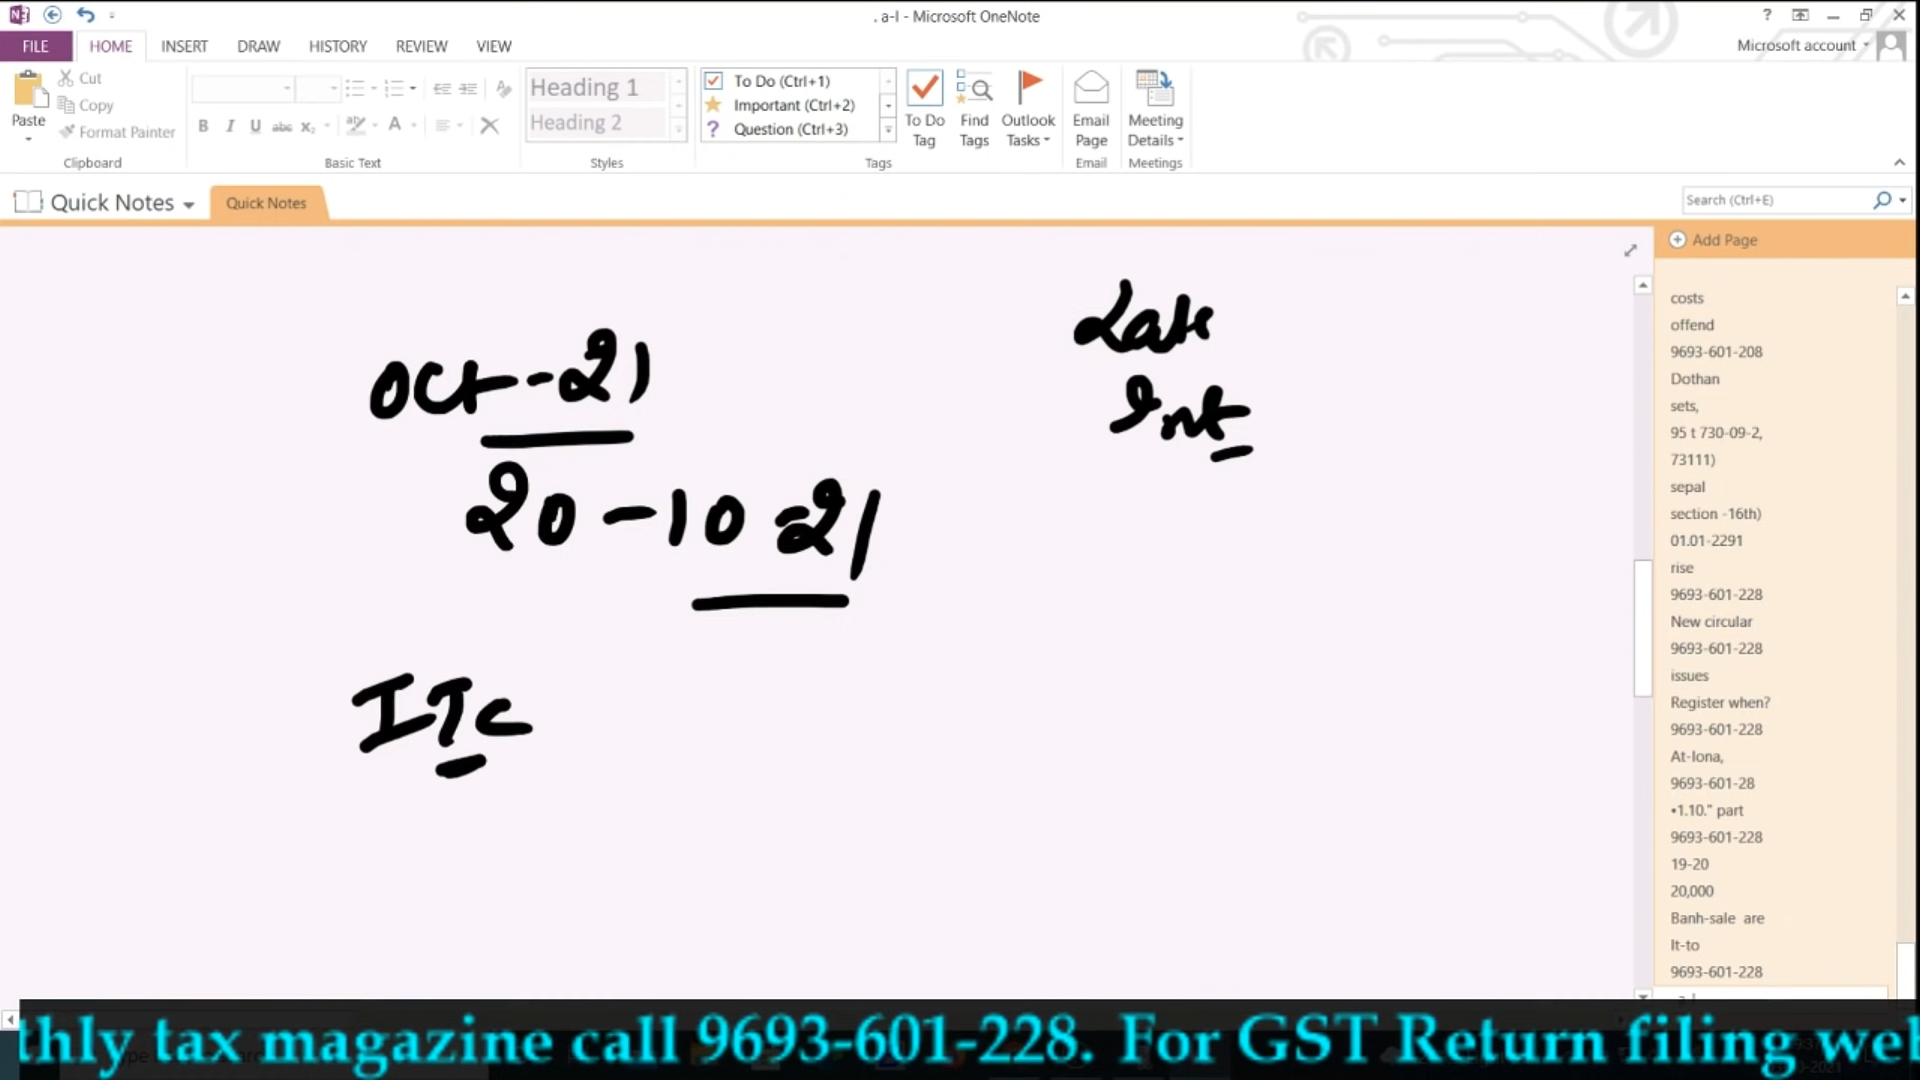 . a-I - Microsoft OneNote
?
FILE HOME INSERT DRAW HISTORY REVIEW VIEW
Microsoft account
Paste
Cut
Copy
Format Painter
Clipboard
B I U abc x₂ A
Basic Text
Heading 1
Heading 2
Styles
To Do (Ctrl+1)
Important (Ctrl+2)
? Question (Ctrl+3)
To Do Tag
Find Tags
Outlook Tasks
Tags
Email Page
Email
Meeting Details
Meetings
Quick Notes
Quick Notes
Search (Ctrl+E)
Add Page
Oct-21
20-10-21
ITC
Late
Int
costs
offend
9693-601-208
Dothan
sets,
95 t 730-09-2,
73111)
sepal
section -16th)
01.01-2291
rise
9693-601-228
New circular
9693-601-228
issues
Register when?
9693-601-228
At-Iona,
9693-601-28
•1.10." part
9693-601-228
19-20
20,000
Banh-sale are
It-to
9693-601-228
thly tax magazine call 9693-601-228. For GST Return filing we